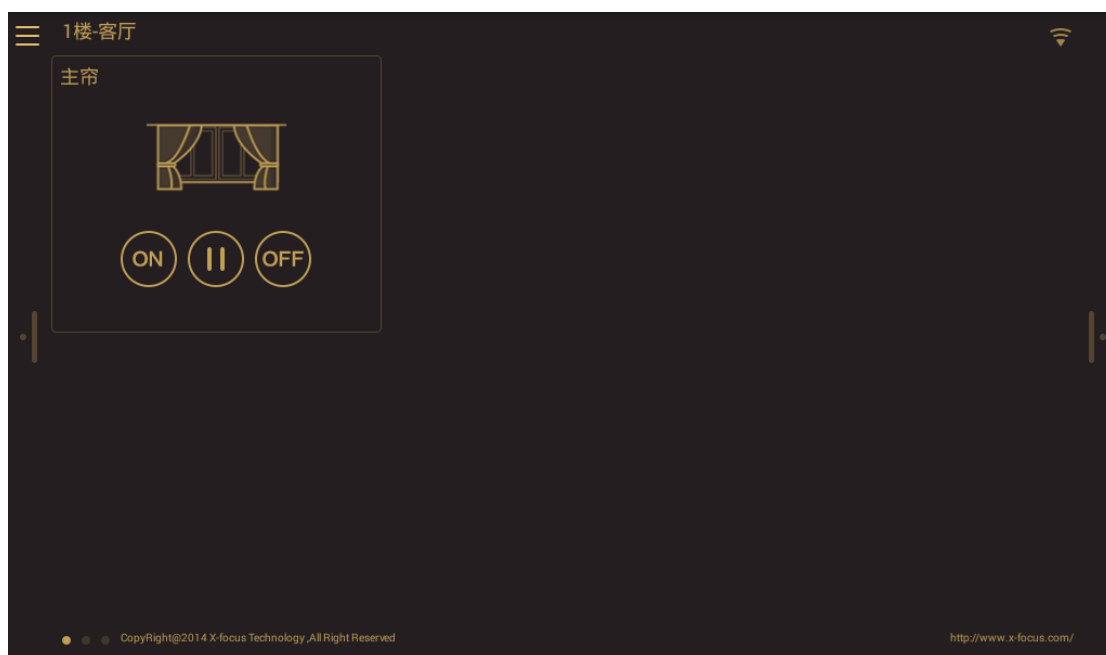 1楼-客厅
主帘
ON OFF
CopyRight@2014 X-focus Technology ,All Right Reserved
http://www.x-focus.com/